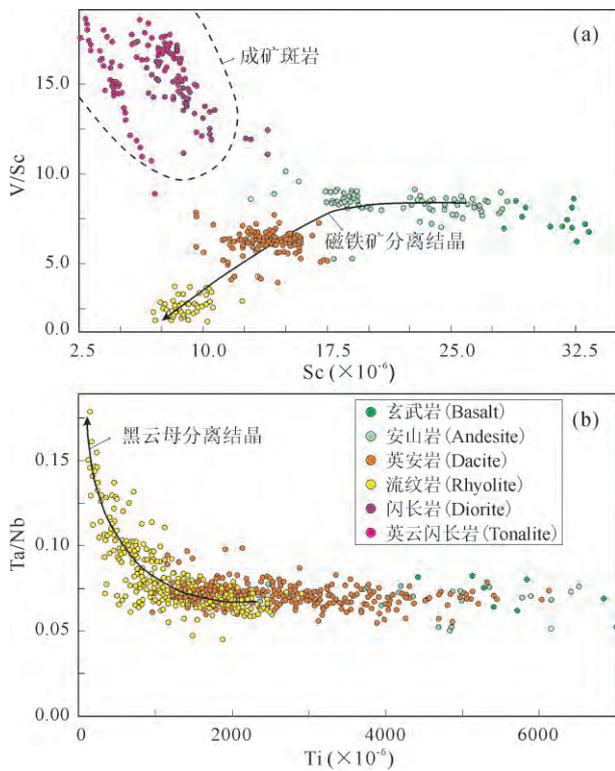 (a)
成矿斑岩
磁铁矿分离结晶
V/Sc
15.0
10.0
5.0
2.5
0.0
2.5
10.0
17.5
25.0
32.5
Sc (×10⁻⁶)
(b)
黑云母分离结晶
玄武岩(Basalt)
安山岩(Andesite)
英安岩(Dacite)
流纹岩(Rhyolite)
闪长岩(Diorite)
英云闪长岩(Tonalite)
Ta/Nb
0.15
0.10
0.05
0.00
0
2000
4000
6000
Ti (×10⁻⁶)